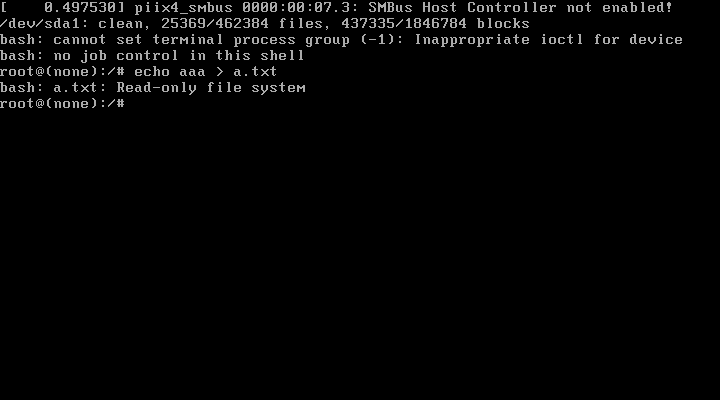 [    0.497530] piix4_smbus 0000:00:07.3: SMBus Host Controller not enabled!
/dev/sda1: clean, 25369/462384 files, 437335/1846784 blocks
bash: cannot set terminal process group (-1): Inappropriate ioctl for device
bash: no job control in this shell
root@(none):/# echo aaa > a.txt
bash: a.txt: Read-only file system
root@(none):/#